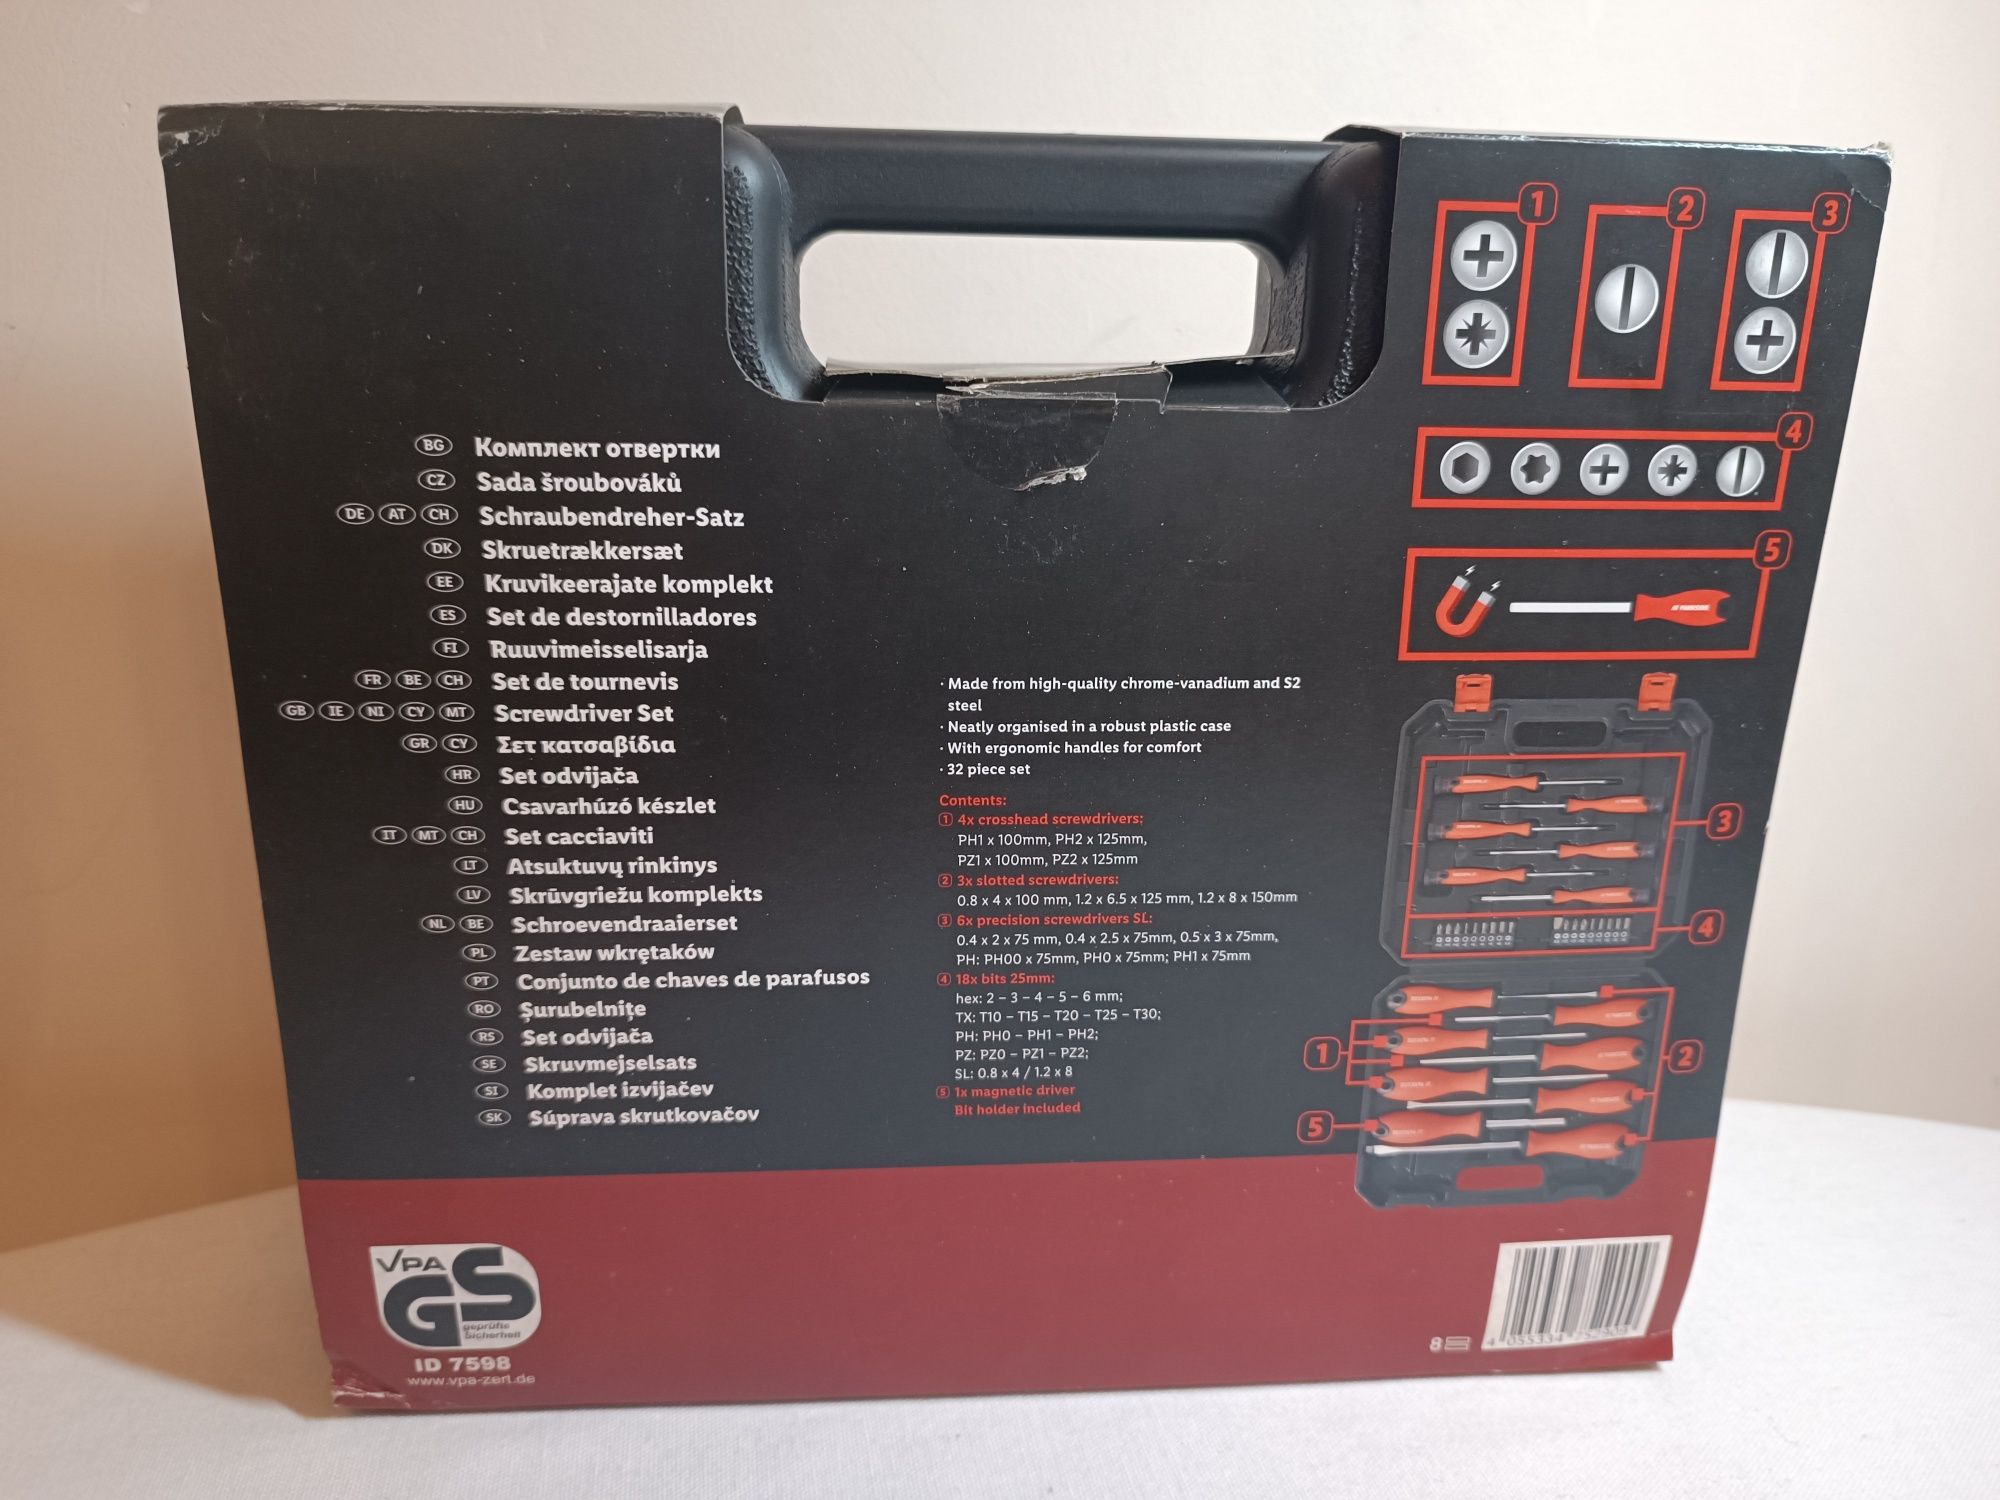 BG Комплект отвертки
CZ Sada šroubováků
DE AT CH Schraubendreher-Satz
DK Skruetrækkersæt
EE Kruvikeerajate komplekt
ES Set de destornilladores
FI Ruuvimeisselisarja
FR BE CH Set de tournevis
GB IE NI CY MT Screwdriver Set
GR CY Σετ κατσαβίδια
HR Set odvijača
HU Csavarhúzó készlet
IT MT CH Set cacciaviti
LT Atsuktuvų rinkinys
LV Skrūvgriežu komplekts
NL BE Schroevendraaierset
PL Zestaw wkrętaków
PT Conjunto de chaves de parafusos
RO Șurubelnițe
RS Set odvijača
SE Skruvmejselsats
SI Komplet izvijačev
SK Súprava skrutkovačov
· Made from high-quality chrome-vanadium and S2
steel
· Neatly organised in a robust plastic case
· With ergonomic handles for comfort
· 32 piece set
Contents:
1 4x crosshead screwdrivers:
PH1 x 100mm, PH2 x 125mm,
PZ1 x 100mm, PZ2 x 125mm
2 3x slotted screwdrivers:
0.8 x 4 x 100 mm, 1.2 x 6.5 x 125 mm, 1.2 x 8 x 150mm
3 6x precision screwdrivers SL:
0.4 x 2 x 75 mm, 0.4 x 2.5 x 75mm, 0.5 x 3 x 75mm,
PH: PH00 x 75mm, PH0 x 75mm; PH1 x 75mm
4 18x bits 25mm:
hex: 2 – 3 – 4 – 5 – 6 mm;
TX: T10 – T15 – T20 – T25 – T30;
PH: PH0 – PH1 – PH2;
PZ: PZ0 – PZ1 – PZ2;
SL: 0.8 x 4 / 1.2 x 8
5 1x magnetic driver
Bit holder included
1
2
3
4
5
PARKSIDE
3
4
1
2
5
VPA
GS
geprüfte
Sicherheit
ID 7598
www.vpa-zert.de
8
4 055334